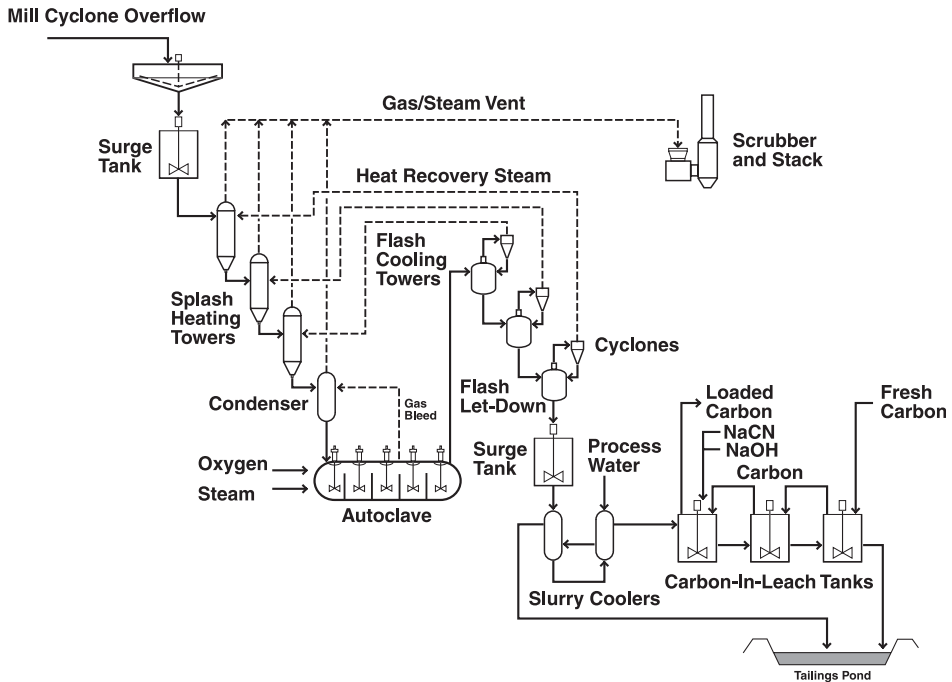 Mill Cyclone Overflow
Gas/Steam Vent
Surge
Tank
Scrubber
and Stack
Heat Recovery Steam
Flash
Cooling
Towers
Splash
Heating
Towers
Cyclones
Condenser
Gas
Bleed
Flash
Let-Down
Loaded
Carbon
Fresh
Carbon
NaCN
NaOH
Surge
Tank
Process
Water
Carbon
Oxygen
Steam
Autoclave
Carbon-In-Leach Tanks
Slurry Coolers
Tailings Pond